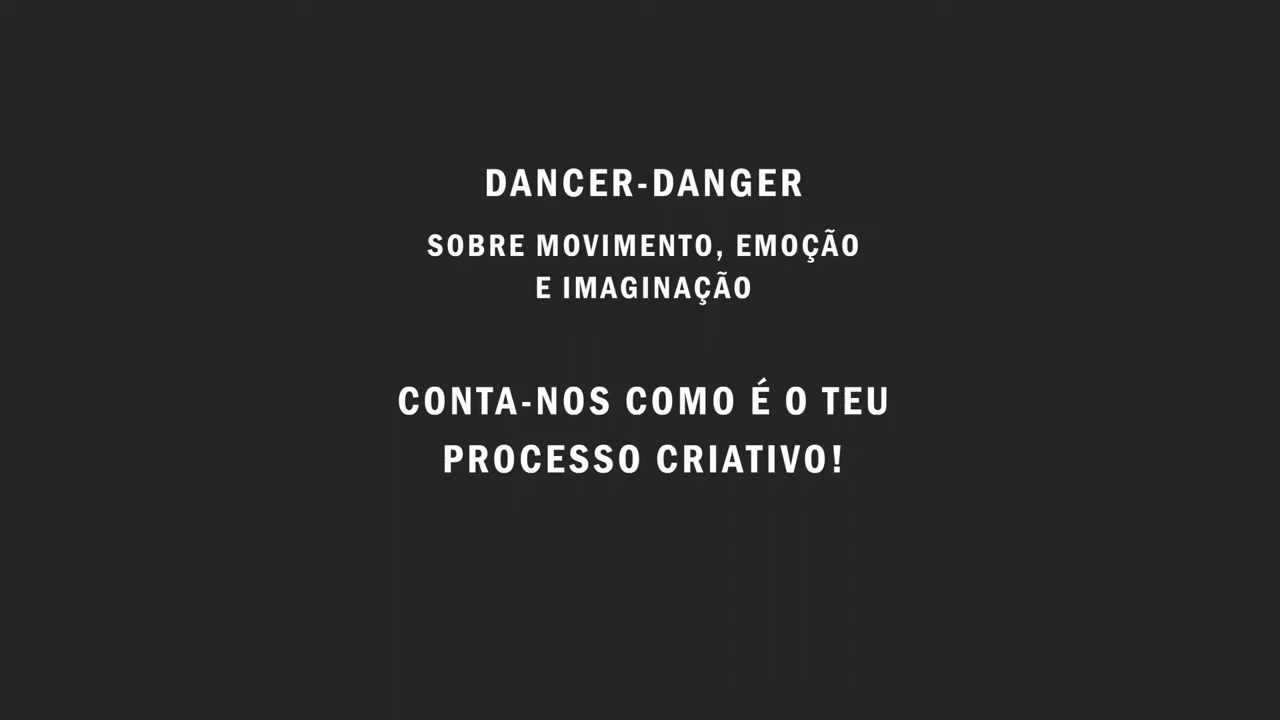 DANCER-DANGER
SOBRE MOVIMENTO, EMOÇÃO
E IMAGINAÇÃO
CONTA-NOS COMO É O TEU
PROCESSO CRIATIVO!